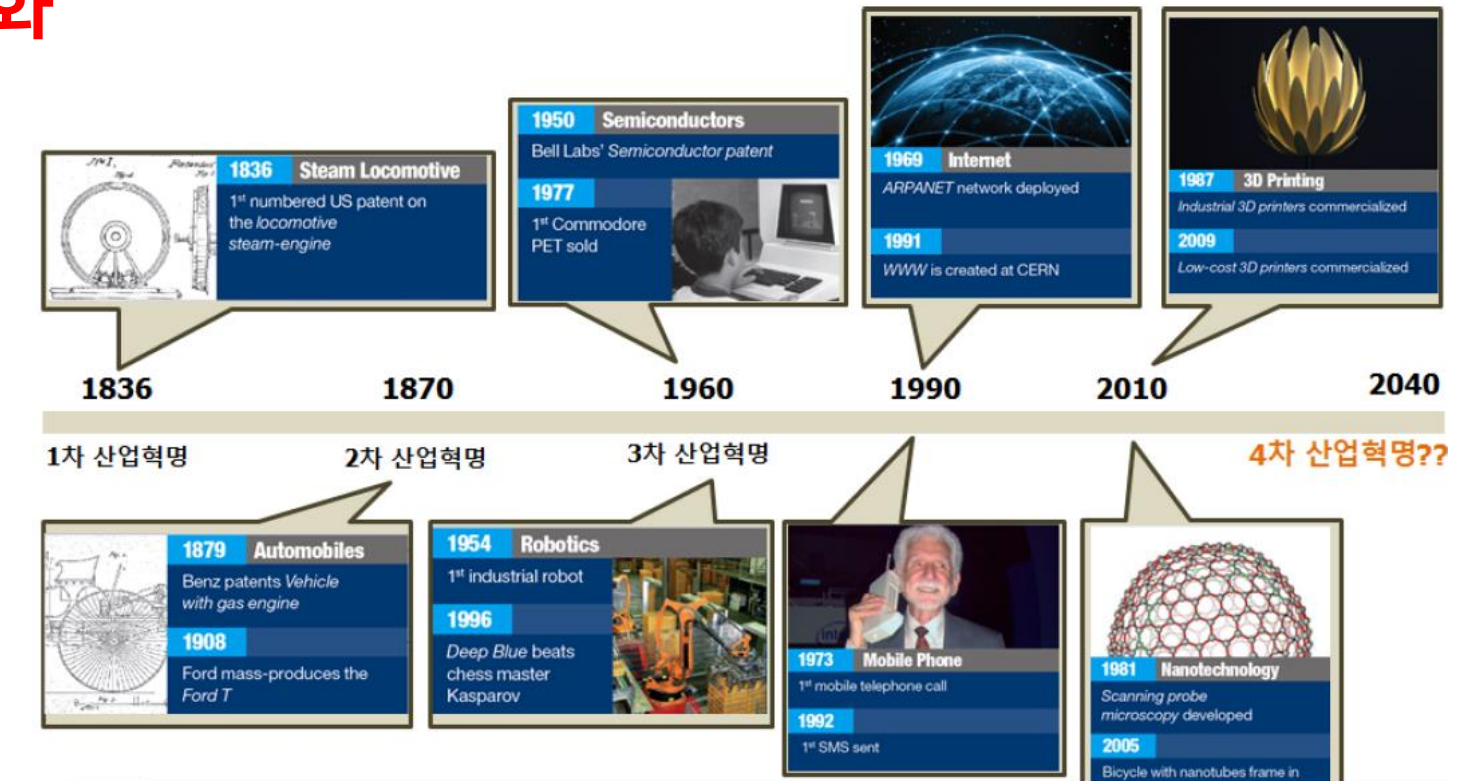 1836 Steam Locomotive
1st numbered US patent on
the locomotive
steam-engine
1950 Semiconductors
Bell Labs' Semiconductor patent
1977
1st Commodore
PET sold
1969 Internet
ARPANET network deployed
1991
WWW is created at CERN
1987 3D Printing
Industrial 3D printers commercialized
2009
Low-cost 3D printers commercialized
1836 1870 1960 1990 2010 2040
1차 산업혁명 2차 산업혁명 3차 산업혁명 4차 산업혁명??
1879 Automobiles
Benz patents Vehicle
with gas engine
1908
Ford mass-produces the
Ford T
1954 Robotics
1st industrial robot
1996
Deep Blue beats
chess master
Kasparov
1973 Mobile Phone
1st mobile telephone call
1992
1st SMS sent
1981 Nanotechnology
Scanning probe
microscopy developed
2005
Bicycle with nanotubes frame in